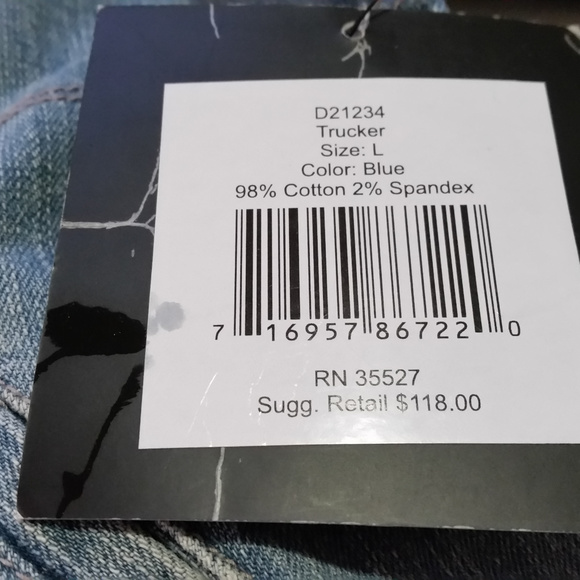 D21234
Trucker
Size: L
Color: Blue
98% Cotton 2% Spandex
7 16957 86722 0
RN 35527
Sugg. Retail $118.00